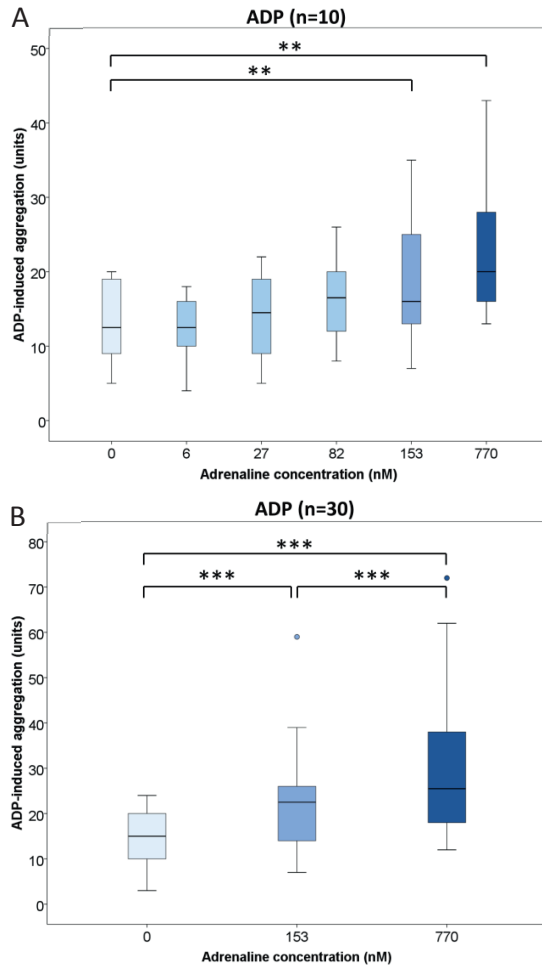 A
ADP (n=10)
**
**
50
40
30
20
10
0
ADP-induced aggregation (units)
0 6 27 82 153 770
Adrenaline concentration (nM)
B
ADP (n=30)
***
*** ***
80
70
60
50
40
30
20
10
0
ADP-induced aggregation (units)
0 153 770
Adrenaline concentration (nM)